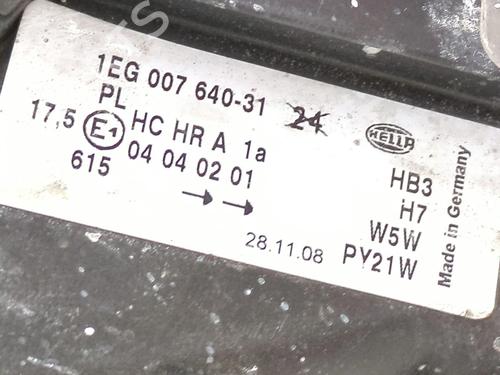 1EG 007 640-31 24
PL
17,5 E1 HC HR A 1a
615 04 04 02 01
→ →
28.11.08
HELLA
HB3
H7
W5W
PY21W
Made in Germany